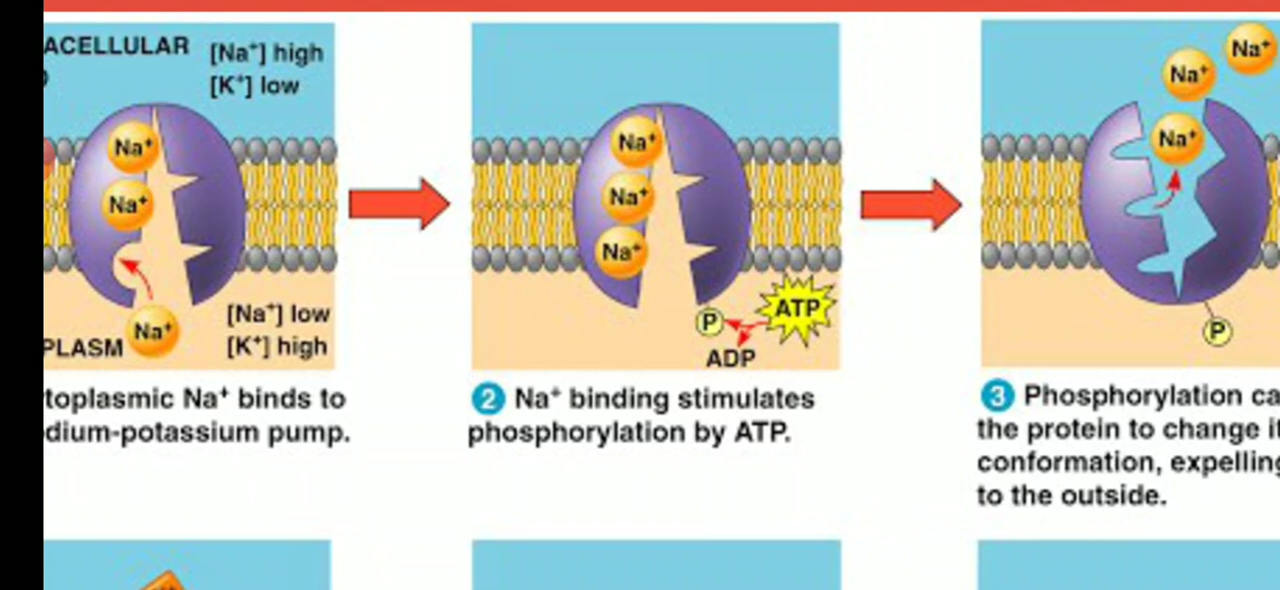 ACELLULAR
[Na⁺] high
[K⁺] low
Na⁺
Na⁺
Na⁺
[Na⁺] low
[K⁺] high
PLASM
toplasmic Na⁺ binds to
dium-potassium pump.
Na⁺
Na⁺
Na⁺
P
ATP
ADP
2 Na⁺ binding stimulates
phosphorylation by ATP.
Na⁺
Na⁺
Na⁺
P
3 Phosphorylation ca
the protein to change it
conformation, expelling
to the outside.